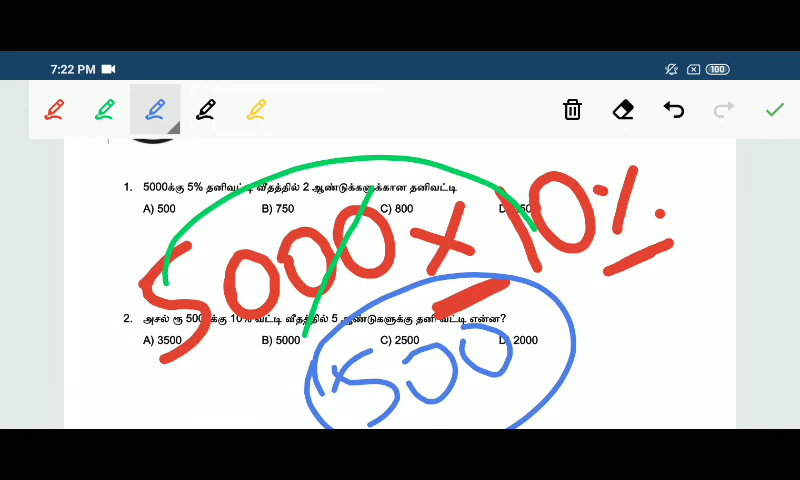 7:22 PM
100
1. 5000க்கு 5% தனிவட்டி வீதத்தில் 2 ஆண்டுகளுக்கான தனிவட்டி
A) 500 B) 750 C) 800 D)
5000 x 10%
2. அசல் ரூ 500 க்கு 10% வட்டி வீதத்தில் 5 ஆண்டுகளுக்கு தனி வட்டி என்ன?
A) 3500 B) 5000 C) 2500 D) 2000
500